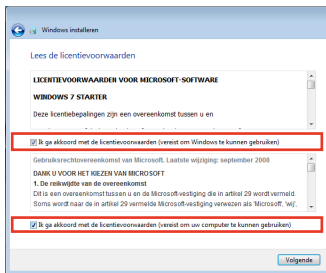 Windows installeren
Lees de licentievoorwaarden
LICENTIEVOORWAARDEN VOOR MICROSOFT-SOFTWARE
WINDOWS 7 STARTER
Deze licentiebepalingen zijn een overeenkomst tussen u en
Ik ga akkoord met de licentievoorwaarden (vereist om Windows te kunnen gebruiken)
Gebruiksrechtovereenkomst van Microsoft. Laatste wijziging: september 2008
DANK U VOOR HET KIEZEN VAN MICROSOFT
1. De reikwijdte van de overeenkomst
Dit is een overeenkomst tussen u en de Microsoft-vestiging die in artikel 29 wordt vermeld.
Soms wordt naar de in artikel 29 vermelde Microsoft-vestiging verwezen als 'Microsoft', 'wij',
Ik ga akkoord met de licentievoorwaarden (vereist om uw computer te kunnen gebruiken)
Volgende